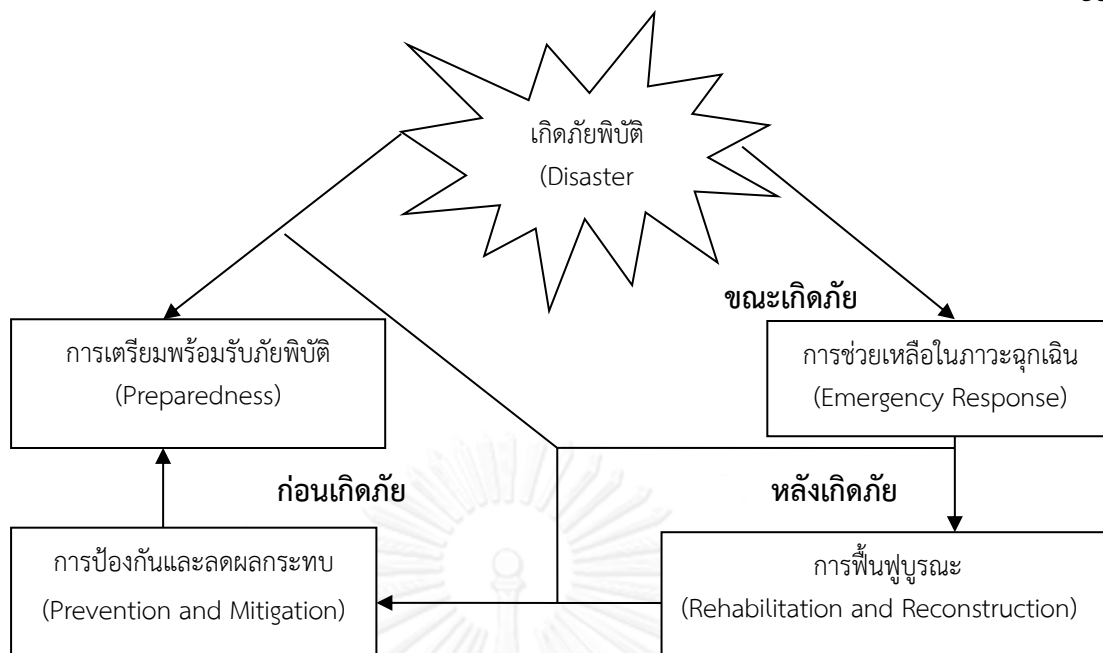 เกิดภัยพิบัติ
(Disaster
ขณะเกิดภัย
การเตรียมพร้อมรับภัยพิบัติ
(Preparedness)
การช่วยเหลือในภาวะฉุกเฉิน
(Emergency Response)
ก่อนเกิดภัย
หลังเกิดภัย
การป้องกันและลดผลกระทบ
(Prevention and Mitigation)
การฟื้นฟูบูรณะ
(Rehabilitation and Reconstruction)